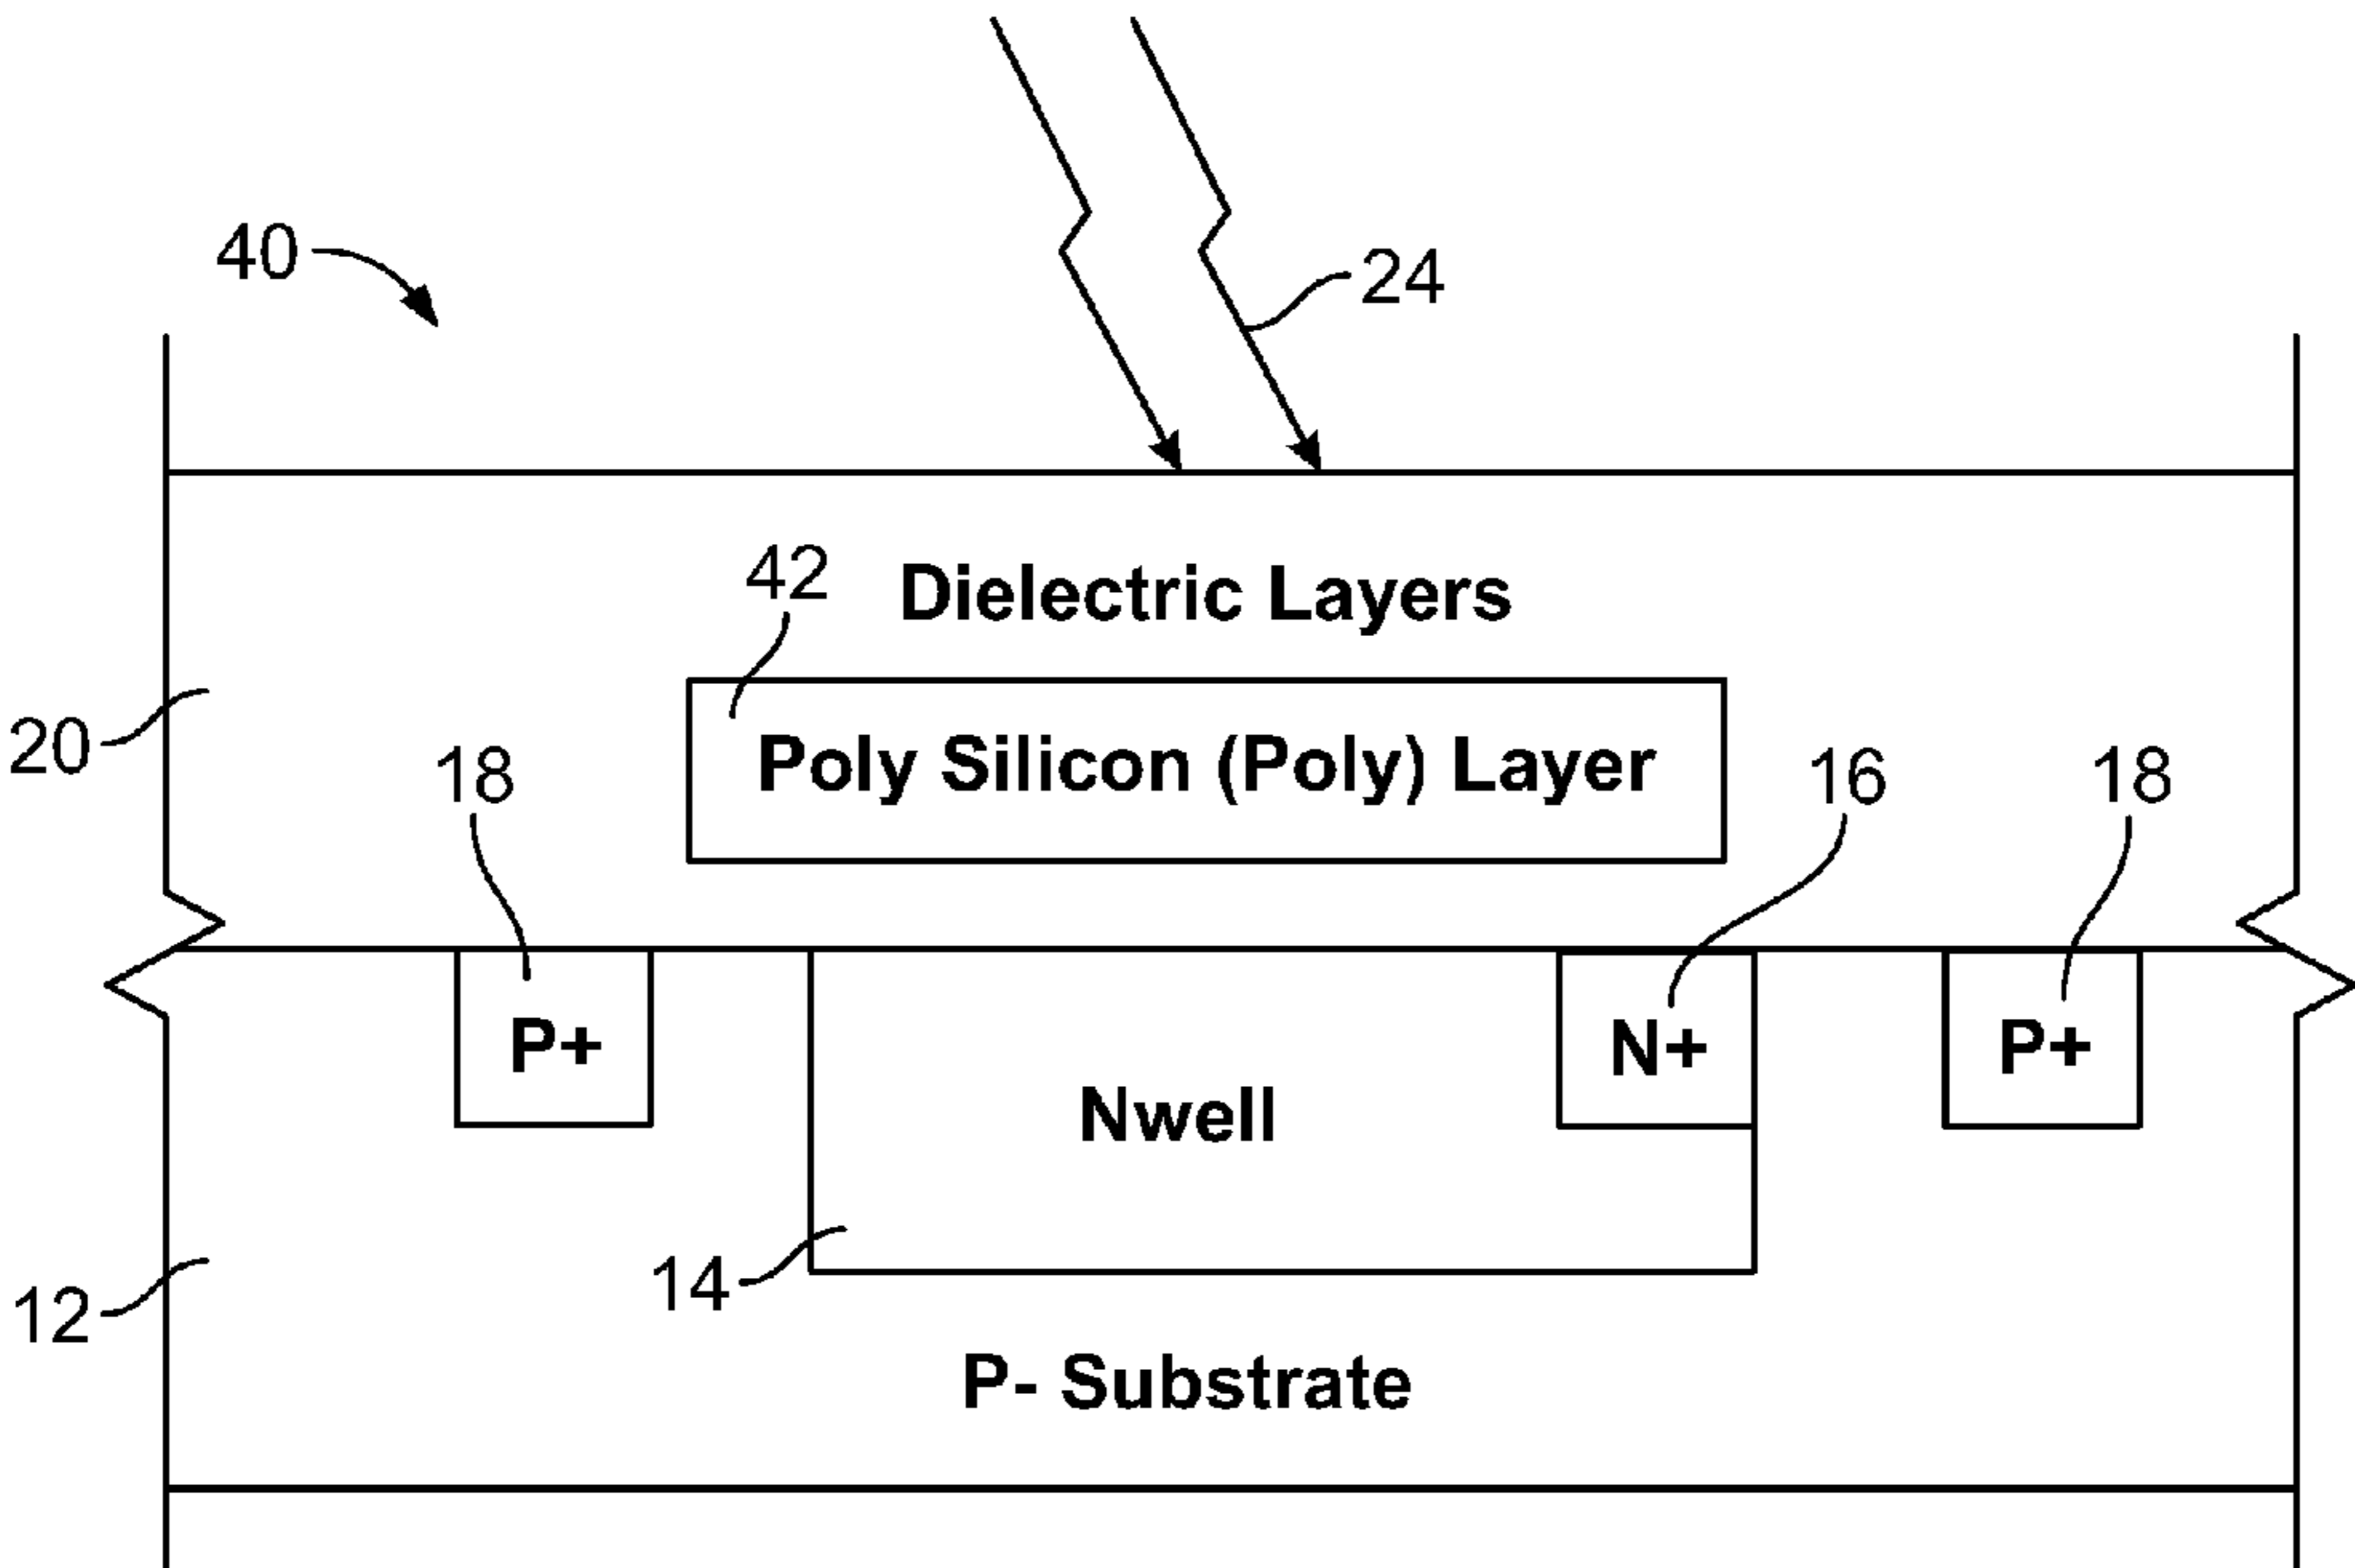 40
24
42
Dielectric Layers
20
18
Poly Silicon (Poly) Layer
16
18
P+
N+
P+
Nwell
14
12
P- Substrate